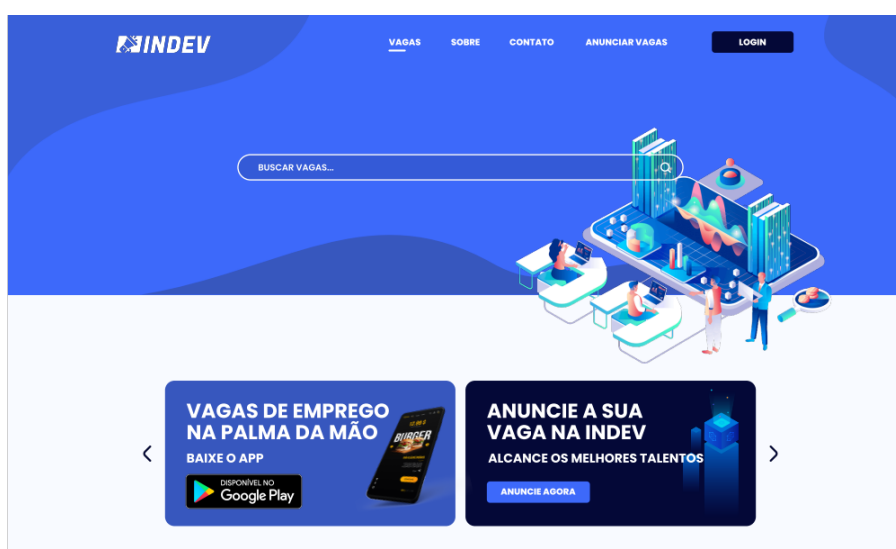 INDEV
VAGAS
SOBRE
CONTATO
ANUNCIAR VAGAS
LOGIN
BUSCAR VAGAS...
VAGAS DE EMPREGO
NA PALMA DA MÃO
BAIXE O APP
DISPONÍVEL NO
Google Play
BURGER
ANUNCIE A SUA
VAGA NA INDEV
ALCANCE OS MELHORES TALENTOS
ANUNCIE AGORA